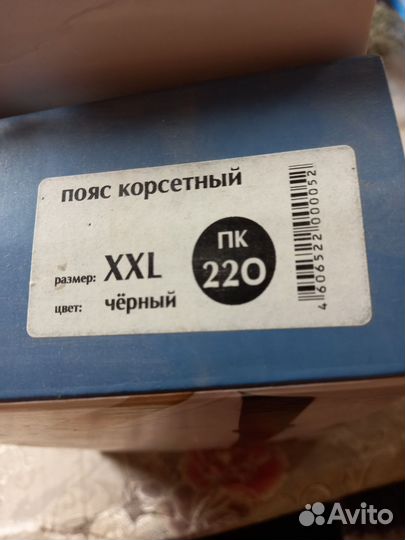 пояс корсетный
размер: XXL
цвет: чёрный
ПК
220
4606522000052
Avito